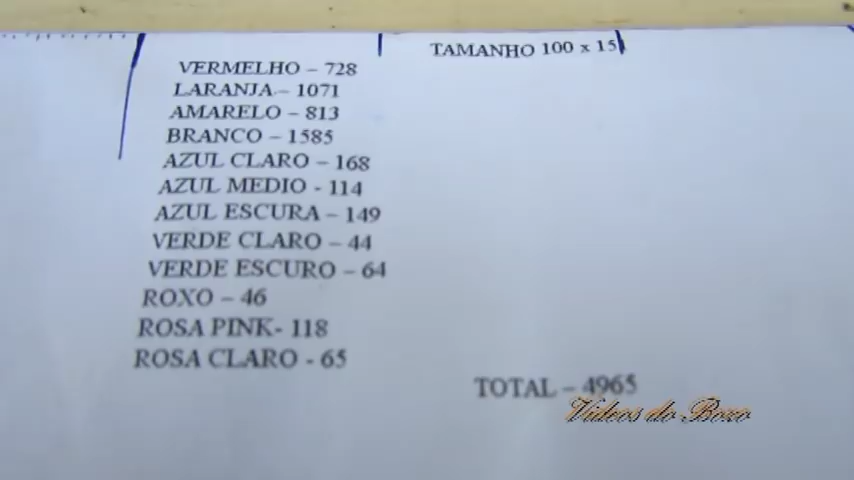 TAMANHO 100 x 15
VERMELHO – 728
LARANJA – 1071
AMARELO – 813
BRANCO – 1585
AZUL CLARO – 168
AZUL MEDIO - 114
AZUL ESCURA – 149
VERDE CLARO – 44
VERDE ESCURO – 64
ROXO – 46
ROSA PINK- 118
ROSA CLARO - 65
TOTAL – 4965
Videos do Bozo